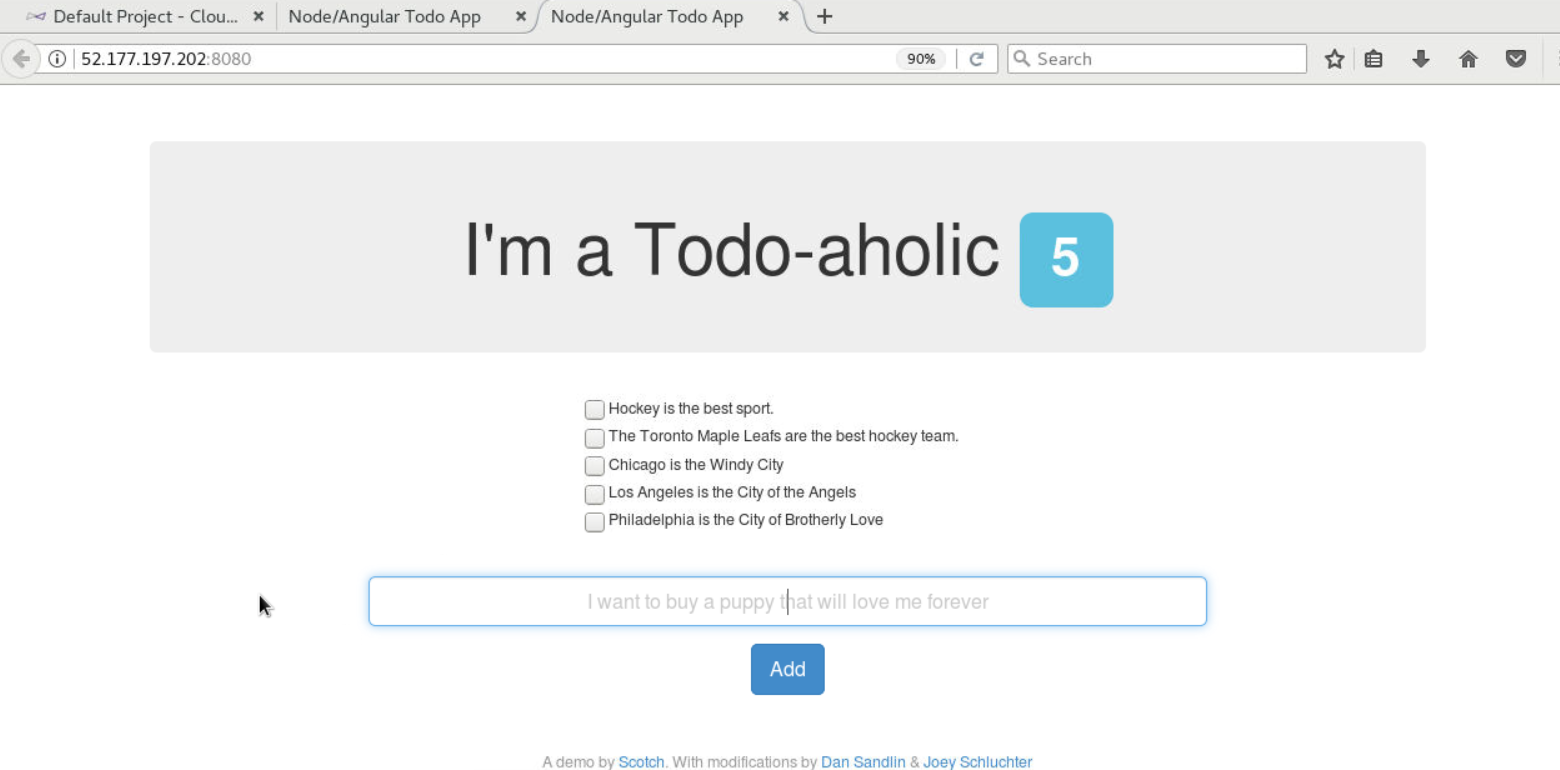 Default Project - Clou...
Node/Angular Todo App
Node/Angular Todo App
52.177.197.202:8080
90%
Search
I'm a Todo-aholic 5
Hockey is the best sport.
The Toronto Maple Leafs are the best hockey team.
Chicago is the Windy City
Los Angeles is the City of the Angels
Philadelphia is the City of Brotherly Love
I want to buy a puppy that will love me forever
Add
A demo by Scotch. With modifications by Dan Sandlin & Joey Schluchter